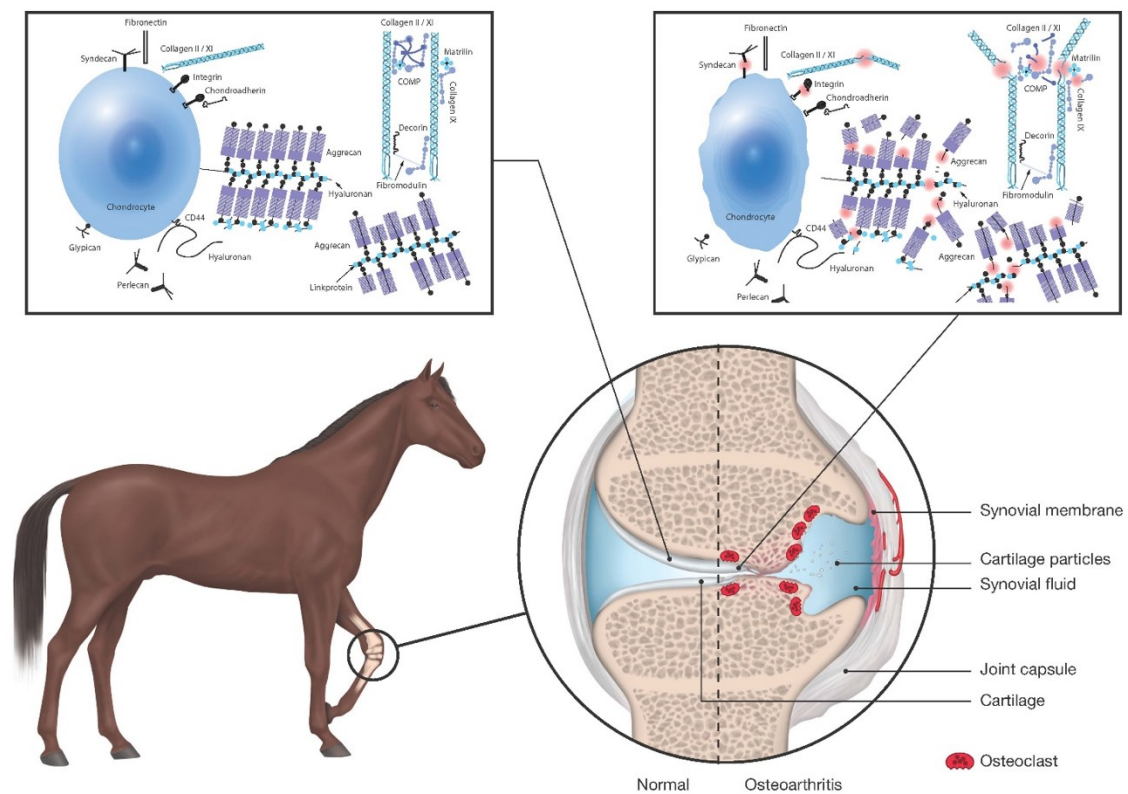 Fibronectin
Collagen II / XI
Syndecan
Collagen II / XI
Integrin
Matrilin
Chondroadherin
COMP
Collagen IX
Decorin
Aggrecan
Fibromodulin
Hyaluronan
Chondrocyte
CD44
Glypican
Aggrecan
Hyaluronan
Perlecan
Linkprotein
Fibronectin
Collagen II / XI
Syndecan
Collagen II / XI
Integrin
Matrilin
Chondroadherin
COMP
Collagen IX
Decorin
Aggrecan
Hyaluronan
Fibromodulin
Chondrocyte
CD44
Glypican
Hyaluronan
Aggrecan
Perlecan
Synovial membrane
Cartilage particles
Synovial fluid
Joint capsule
Cartilage
Osteoclast
Normal
Osteoarthritis